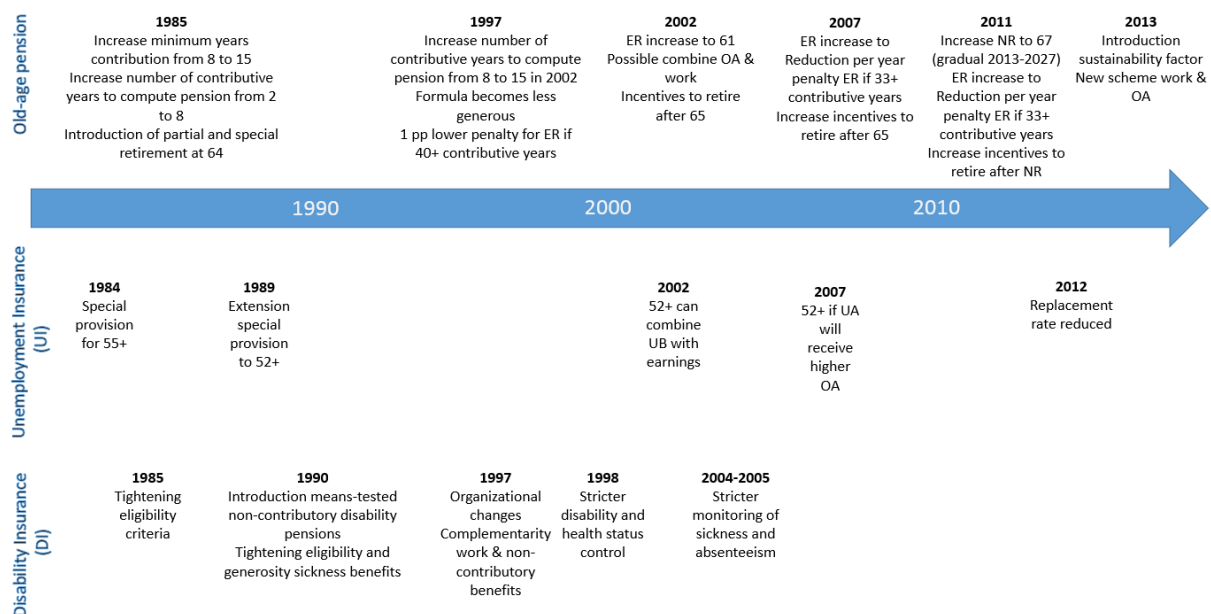 Old-age pension
1985
Increase minimum years
contribution from 8 to 15
Increase number of contributive
years to compute pension from 2
to 8
Introduction of partial and special
retirement at 64
1997
Increase number of
contributive years to compute
pension from 8 to 15 in 2002
Formula becomes less
generous
1 pp lower penalty for ER if
40+ contributive years
2002
ER increase to 61
Possible combine OA &
work
Incentives to retire
after 65
2007
ER increase to
Reduction per year
penalty ER if 33+
contributive years
Increase incentives to
retire after 65
2011
Increase NR to 67
(gradual 2013-2027)
ER increase to
Reduction per year
penalty ER if 33+
contributive years
Increase incentives to
retire after NR
2013
Introduction
sustainability factor
New scheme work &
OA
1990
2000
2010
Unemployment Insurance
(UI)
1984
Special
provision
for 55+
1989
Extension
special
provision
to 52+
2002
52+ can
combine
UB with
earnings
2007
52+ if UA
will
receive
higher
OA
2012
Replacement
rate reduced
Disability Insurance
(DI)
1985
Tightening
eligibility
criteria
1990
Introduction means-tested
non-contributory disability
pensions
Tightening eligibility and
generosity sickness benefits
1997
Organizational
changes
Complementarity
work & non-
contributory
benefits
1998
Stricter
disability and
health status
control
2004-2005
Stricter
monitoring of
sickness and
absenteeism